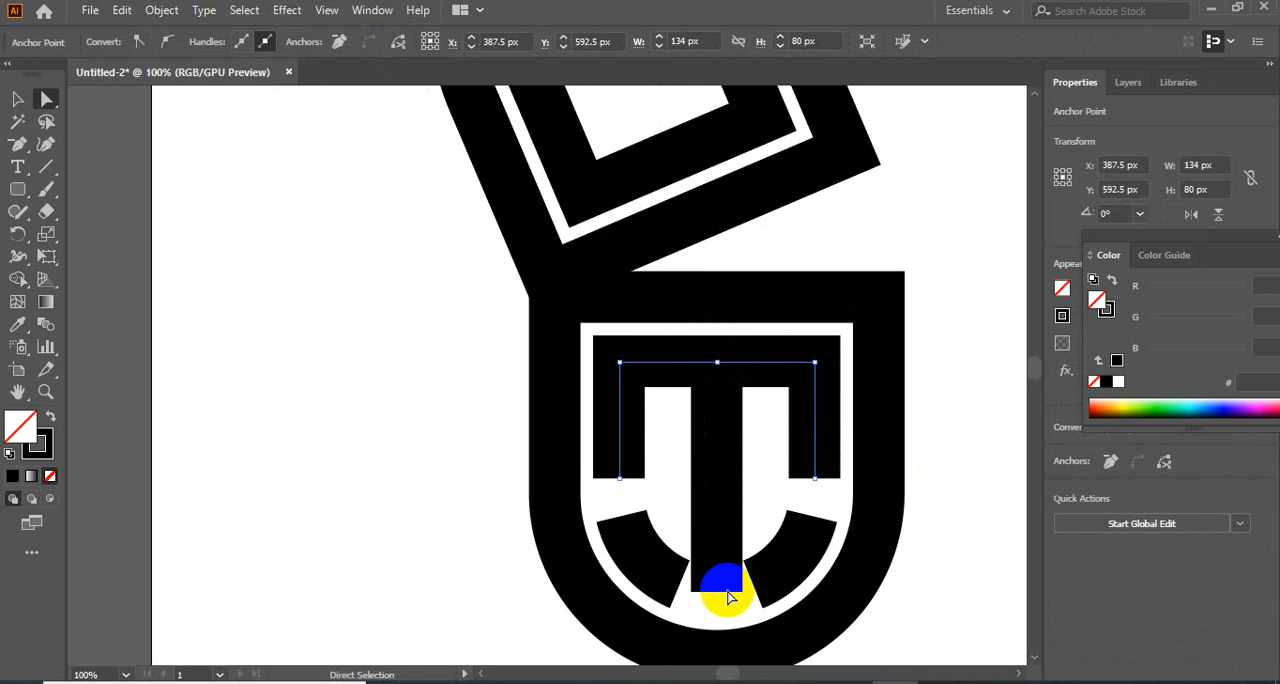 Ai File Edit Object Type Select Effect View Window Help Essentials Search Adobe Stock
Anchor Point Convert: Handles: Anchors: X: 387.5 px Y: 592.5 px W: 134 px H: 80 px
Untitled-2* @ 100% (RGB/GPU Preview) ×
Properties Layers Libraries
Anchor Point
Transform
X: 387.5 px W: 134 px
Y: 592.5 px H: 80 px
0°
Color Color Guide
R
G
B
#
Anchors:
Quick Actions
Start Global Edit
100% 1 Direct Selection